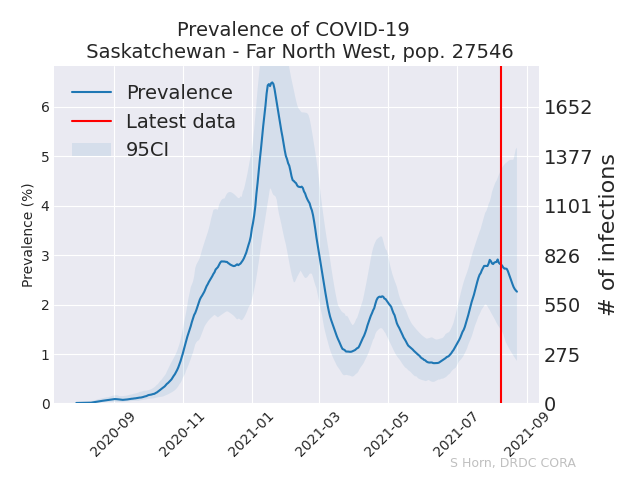 Prevalence of COVID-19
Saskatchewan - Far North West, pop. 27546
Prevalence
Latest data
95CI
Prevalence (%)
6
5
4
3
2
1
0
1652
1377
1101
826
550
275
0
# of infections
2020-09
2020-11
2021-01
2021-03
2021-05
2021-07
2021-09
S Horn, DRDC CORA